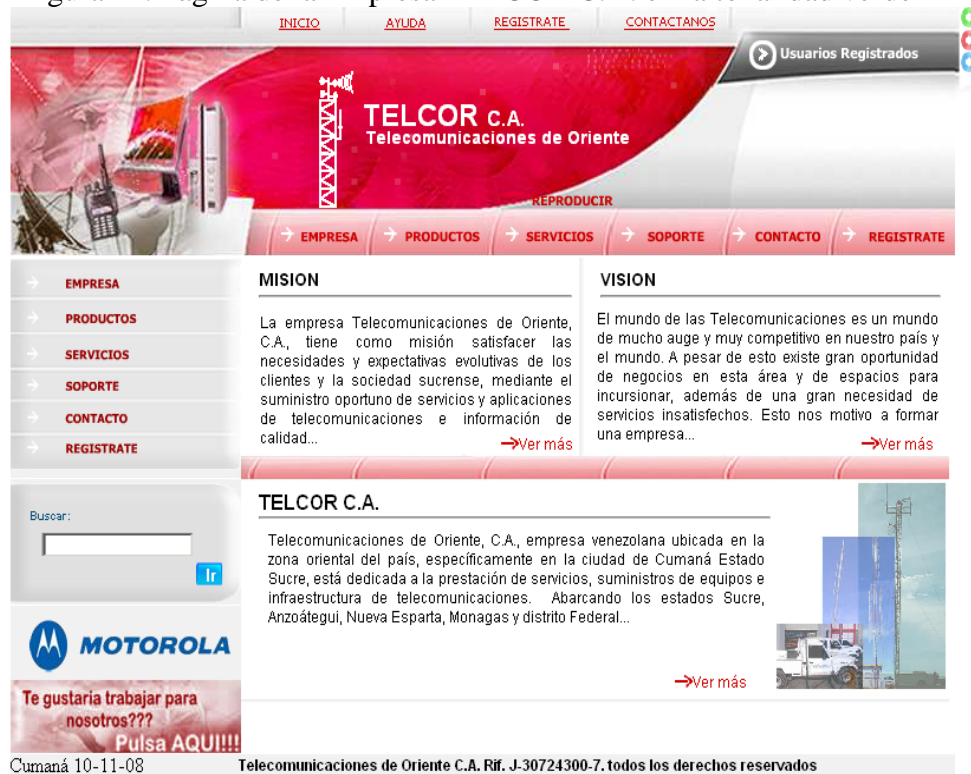 INICIO AYUDA REGISTRATE CONTACTANOS
Usuarios Registrados
TELCOR C.A.
Telecomunicaciones de Oriente
REPRODUCIR
EMPRESA PRODUCTOS SERVICIOS SOPORTE CONTACTO REGISTRATE
EMPRESA
PRODUCTOS
SERVICIOS
SOPORTE
CONTACTO
REGISTRATE
MISION
La empresa Telecomunicaciones de Oriente,
C.A., tiene como misión satisfacer las
necesidades y expectativas evolutivas de los
clientes y la sociedad sucrense, mediante el
suministro oportuno de servicios y aplicaciones
de telecomunicaciones e información de
calidad...
Ver más
VISION
El mundo de las Telecomunicaciones es un mundo
de mucho auge y muy competitivo en nuestro país y
el mundo. A pesar de esto existe gran oportunidad
de negocios en esta área y de espacios para
incursionar, además de una gran necesidad de
servicios insatisfechos. Esto nos motivo a formar
una empresa...
Ver más
Buscar:
Ir
TELCOR C.A.
Telecomunicaciones de Oriente, C.A., empresa venezolana ubicada en la
zona oriental del país, específicamente en la ciudad de Cumaná Estado
Sucre, está dedicada a la prestación de servicios, suministros de equipos e
infraestructura de telecomunicaciones. Abarcando los estados Sucre,
Anzoátegui, Nueva Esparta, Monagas y distrito Federal...
Ver más
MOTOROLA
Te gustaria trabajar para
nosotros???
Pulsa AQUI!!!
Cumaná 10-11-08
Telecomunicaciones de Oriente C.A. Rif. J-30724300-7. todos los derechos reservados